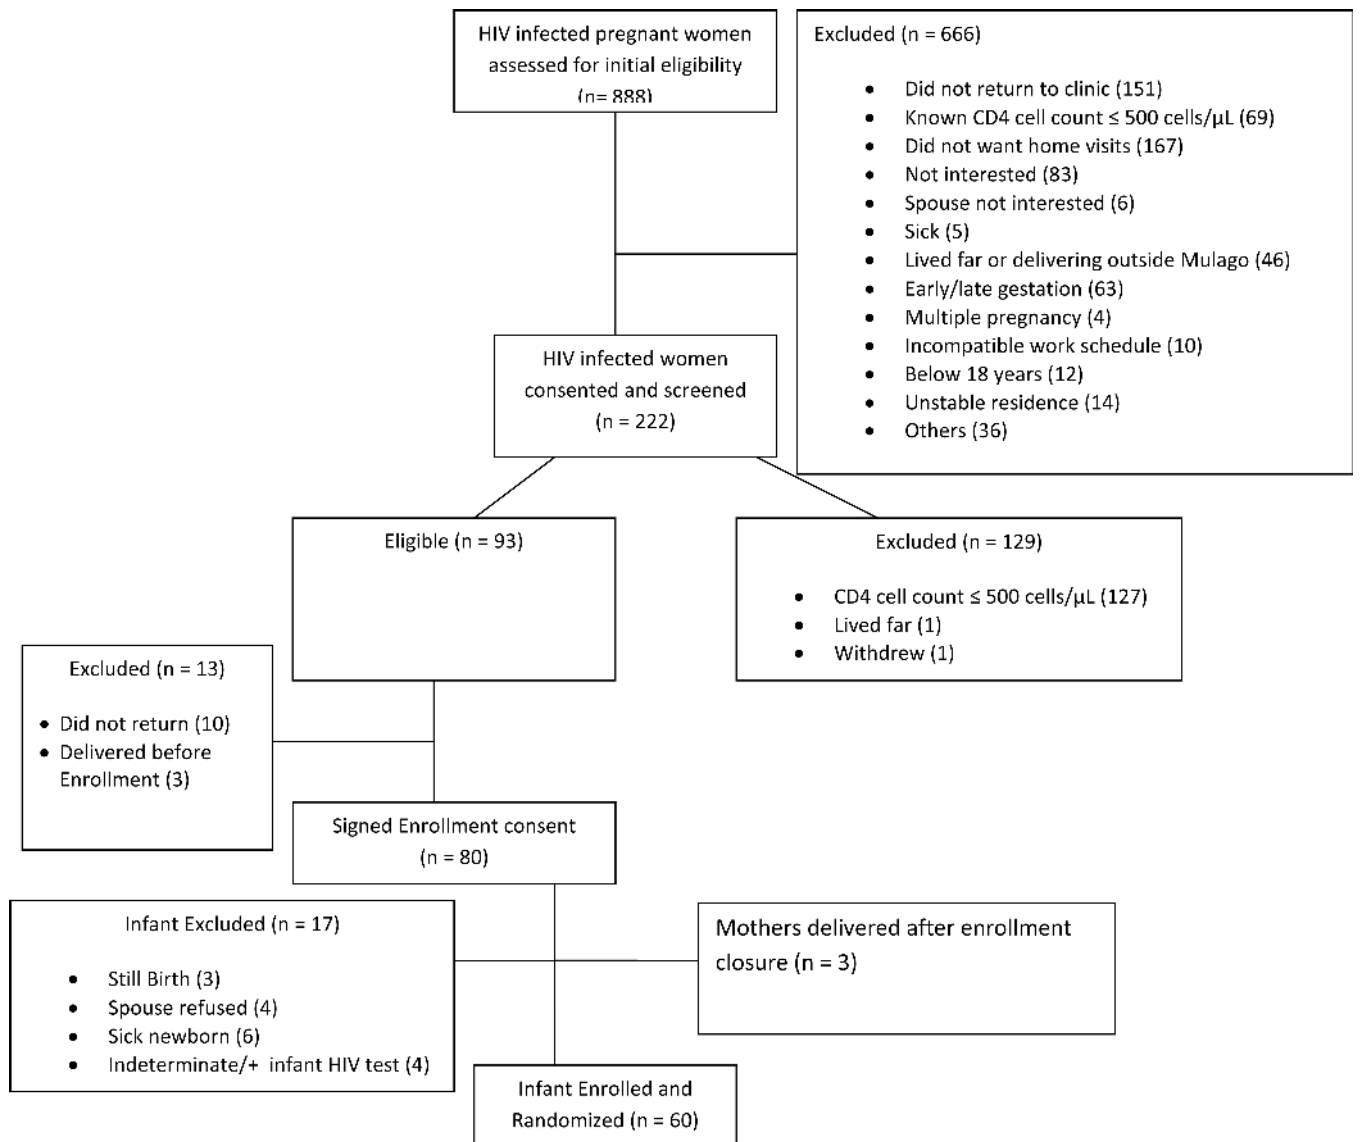 HIV infected pregnant women
assessed for initial eligibility
(n= 888)
Excluded (n = 666)
• Did not return to clinic (151)
• Known CD4 cell count ≤ 500 cells/µL (69)
• Did not want home visits (167)
• Not interested (83)
• Spouse not interested (6)
• Sick (5)
• Lived far or delivering outside Mulago (46)
• Early/late gestation (63)
• Multiple pregnancy (4)
• Incompatible work schedule (10)
• Below 18 years (12)
• Unstable residence (14)
• Others (36)
HIV infected women
consented and screened
(n = 222)
Eligible (n = 93)
Excluded (n = 129)
• CD4 cell count ≤ 500 cells/µL (127)
• Lived far (1)
• Withdrew (1)
Excluded (n = 13)
• Did not return (10)
• Delivered before
Enrollment (3)
Signed Enrollment consent
(n = 80)
Infant Excluded (n = 17)
• Still Birth (3)
• Spouse refused (4)
• Sick newborn (6)
• Indeterminate/+ infant HIV test (4)
Mothers delivered after enrollment
closure (n = 3)
Infant Enrolled and
Randomized (n = 60)